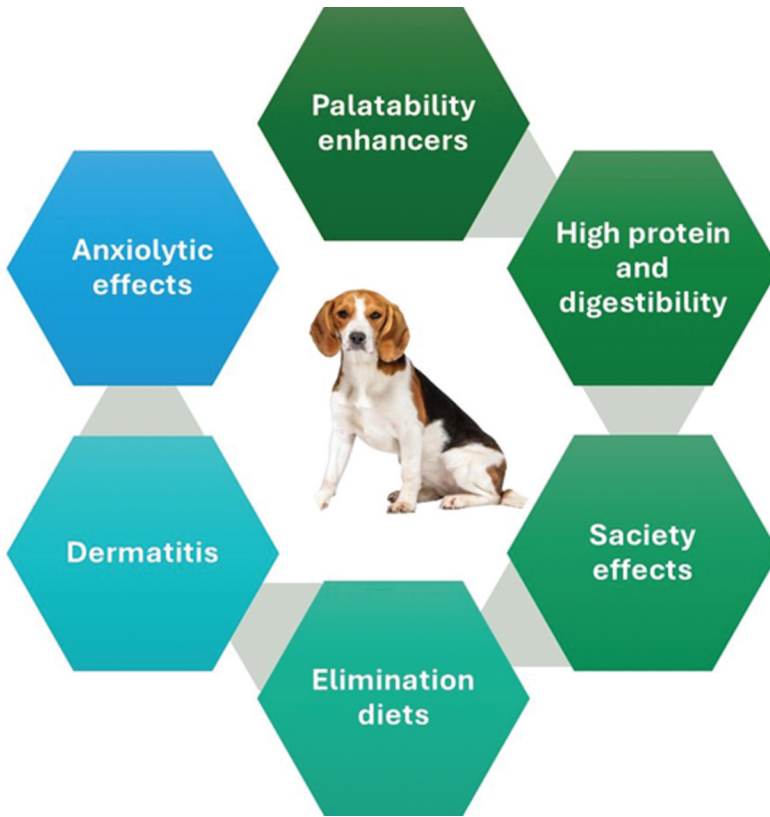 Palatability
enhancers
High protein
and
digestibility
Saciety
effects
Elimination
diets
Dermatitis
Anxiolytic
effects